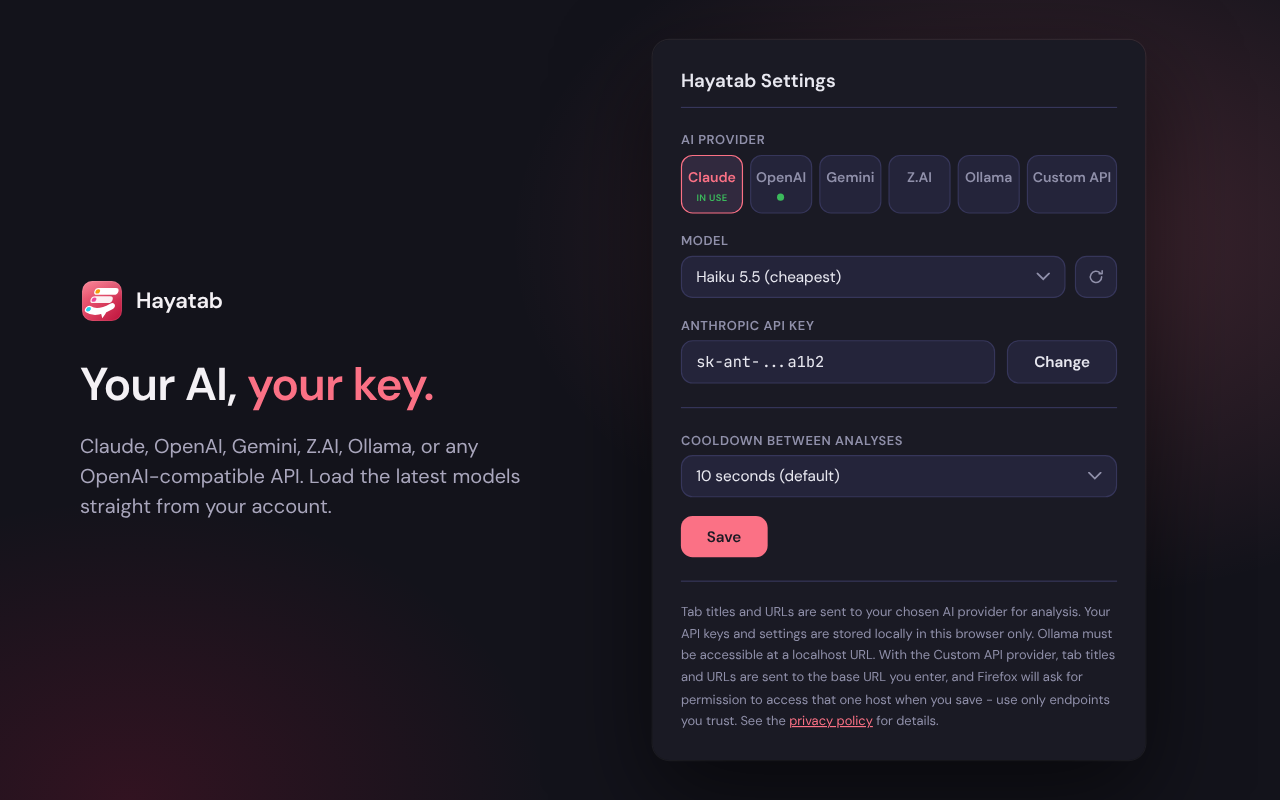 Hayatab
Your AI, your key.
Claude, OpenAI, Gemini, Z.AI, Ollama, or any
OpenAI-compatible API. Load the latest models
straight from your account.
Hayatab Settings
AI PROVIDER
Claude
IN USE
OpenAI
Gemini
Z.AI
Ollama
Custom API
MODEL
Haiku 5.5 (cheapest)
ANTHROPIC API KEY
sk-ant-...a1b2
Change
COOLDOWN BETWEEN ANALYSES
10 seconds (default)
Save
Tab titles and URLs are sent to your chosen AI provider for analysis. Your
API keys and settings are stored locally in this browser only. Ollama must
be accessible at a localhost URL. With the Custom API provider, tab titles
and URLs are sent to the base URL you enter, and Firefox will ask for
permission to access that one host when you save - use only endpoints
you trust. See the privacy policy for details.